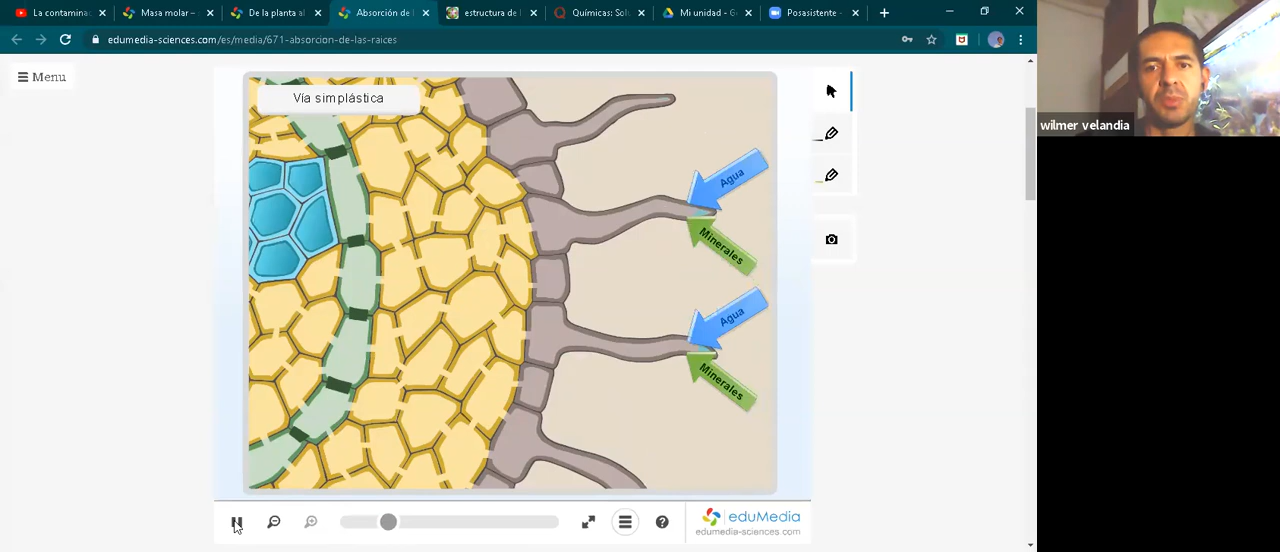 La contaminac
Masa molar –
De la planta al
Absorción de
estructura de
Químicas: Sol
Mi unidad - G
Posasistente -
edumedia-sciences.com/es/media/671-absorcion-de-las-raices
Menu
Vía simplástica
wilmer velandia
Agua
Minerales
Agua
Minerales
eduMedia
edumedia-sciences.com